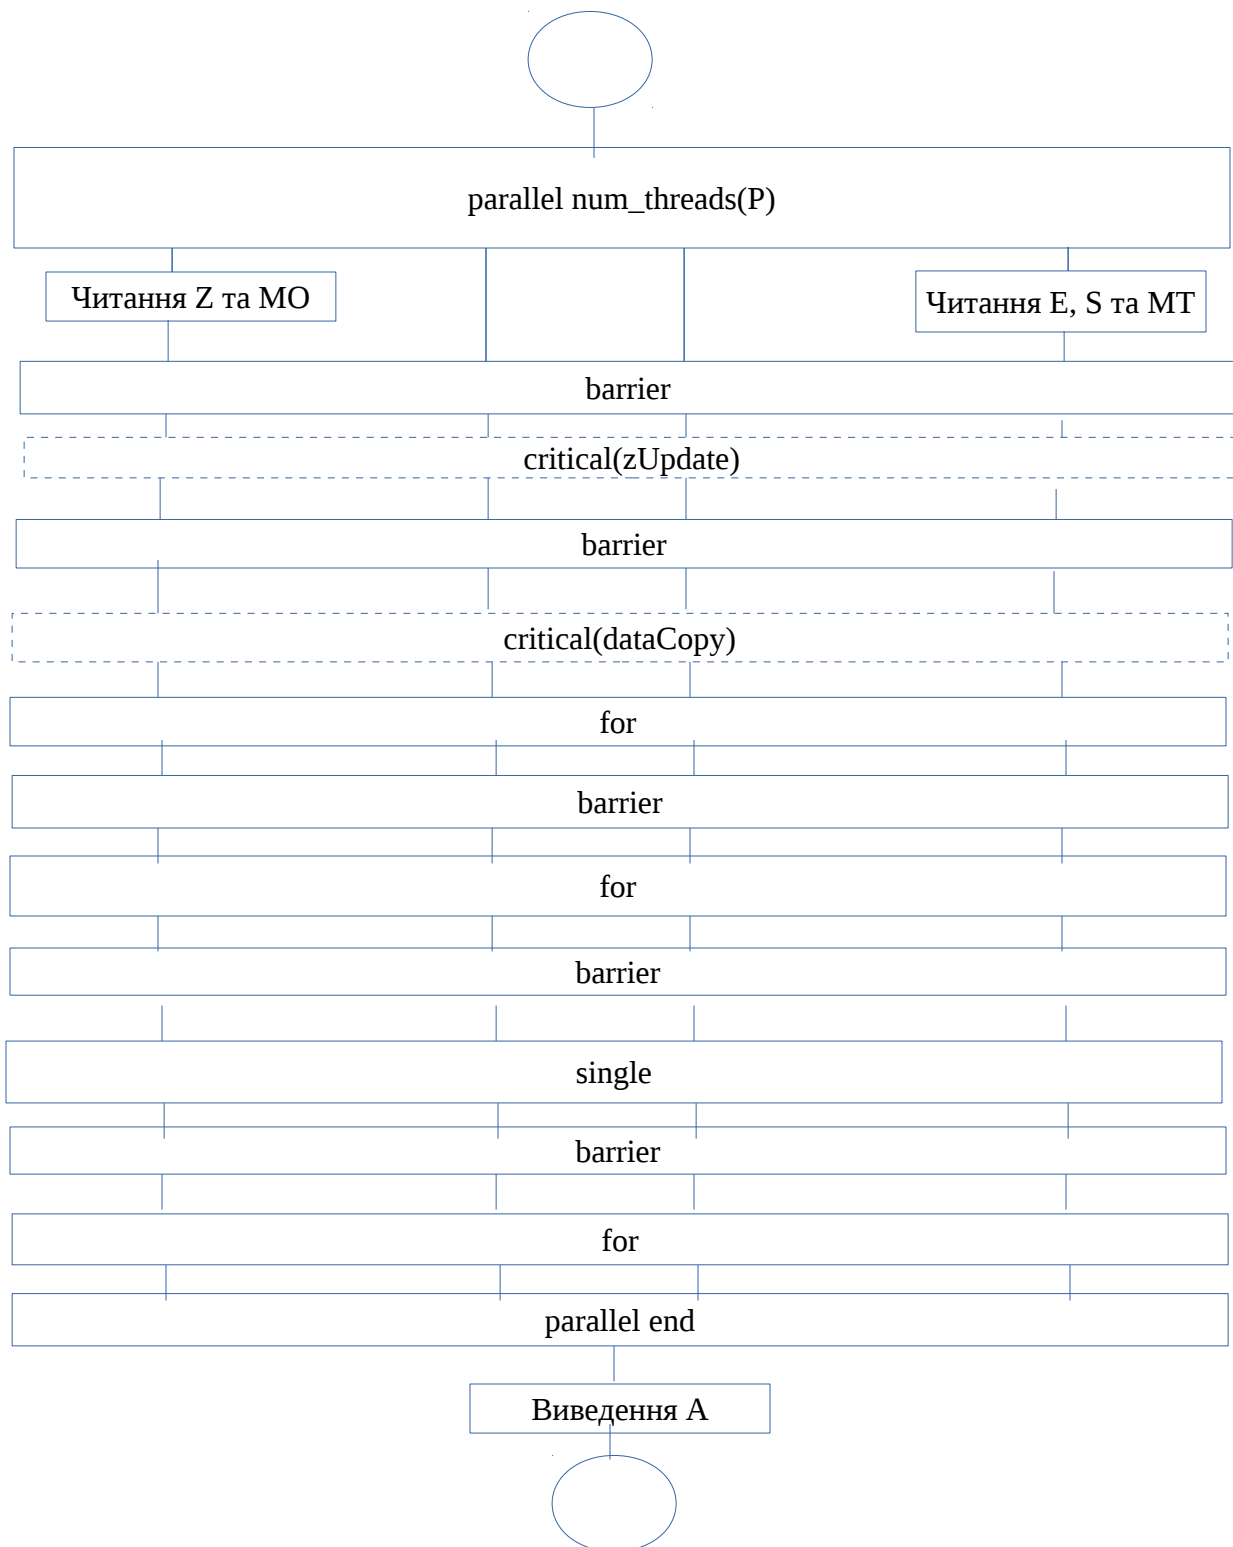 parallel num_threads(P)
Читання Z та MO
Читання E, S та MT
barrier
critical(zUpdate)
barrier
critical(dataCopy)
for
barrier
for
barrier
single
barrier
for
parallel end
Виведення A